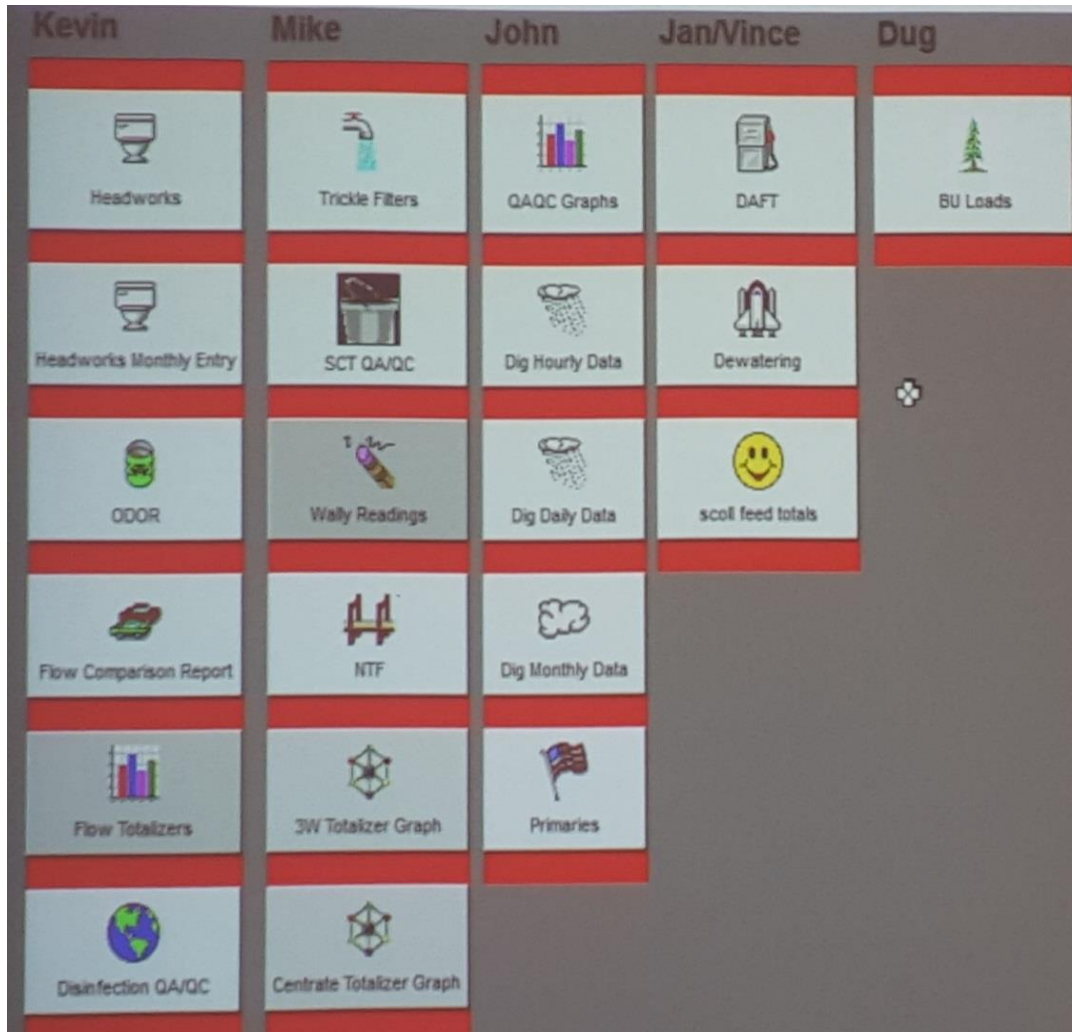 Kevin Mike John Jan/Vince Dug
Headworks Trickle Filters QAQC Graphs DAFT BU Loads
Headworks Monthly Entry SCT QA/QC Dig Hourly Data Dewatering
ODOR Wally Readings Dig Daily Data scoll feed totals
Flow Comparison Report NTF Dig Monthly Data
Flow Totalizers 3W Totalizer Graph Primaries
Disinfection QA/QC Centrate Totalizer Graph